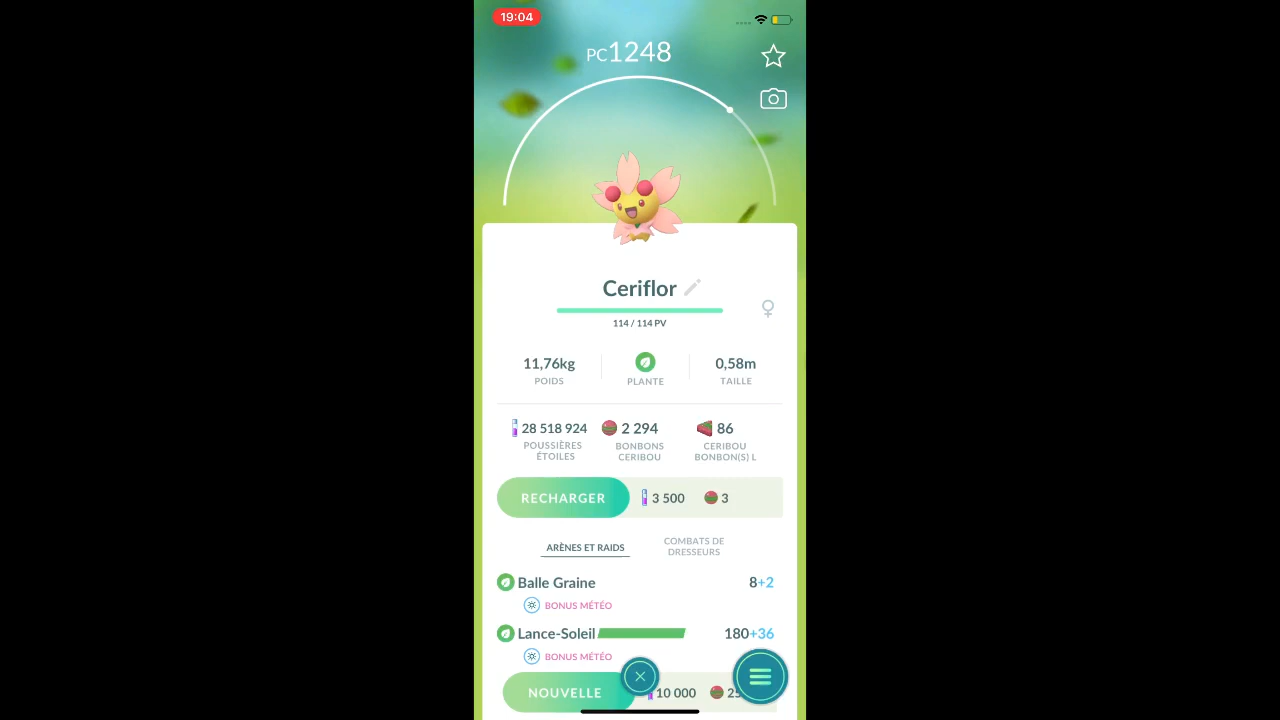 19:04
PC1248
Ceriflor
114 / 114 PV
11,76kg
POIDS
PLANTE
0,58m
TAILLE
28 518 924
POUSSIÈRES
ÉTOILES
2 294
BONBONS
CERIBOU
86
CERIBOU
BONBON(S) L
RECHARGER 3 500 3
ARÈNES ET RAIDS
COMBATS DE
DRESSEURS
Balle Graine 8+2
BONUS MÉTÉO
Lance-Soleil 180+36
BONUS MÉTÉO
NOUVELLE 10 000